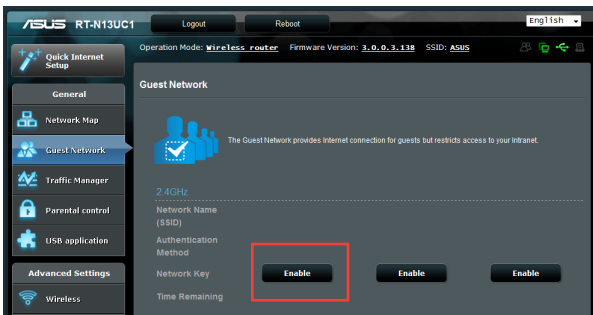 ASUS RT-N13UC1 Logout Reboot English
Operation Mode: Wireless router Firmware Version: 3.0.0.3.138 SSID: ASUS
Quick Internet
Setup
General
Network Map
Guest Network
Traffic Manager
Parental control
USB application
Advanced Settings
Wireless
Guest Network
The Guest Network provides Internet connection for guests but restricts access to your Intranet.
2.4GHz
Network Name
(SSID)
Authentication
Method
Network Key Enable Enable Enable
Time Remaining